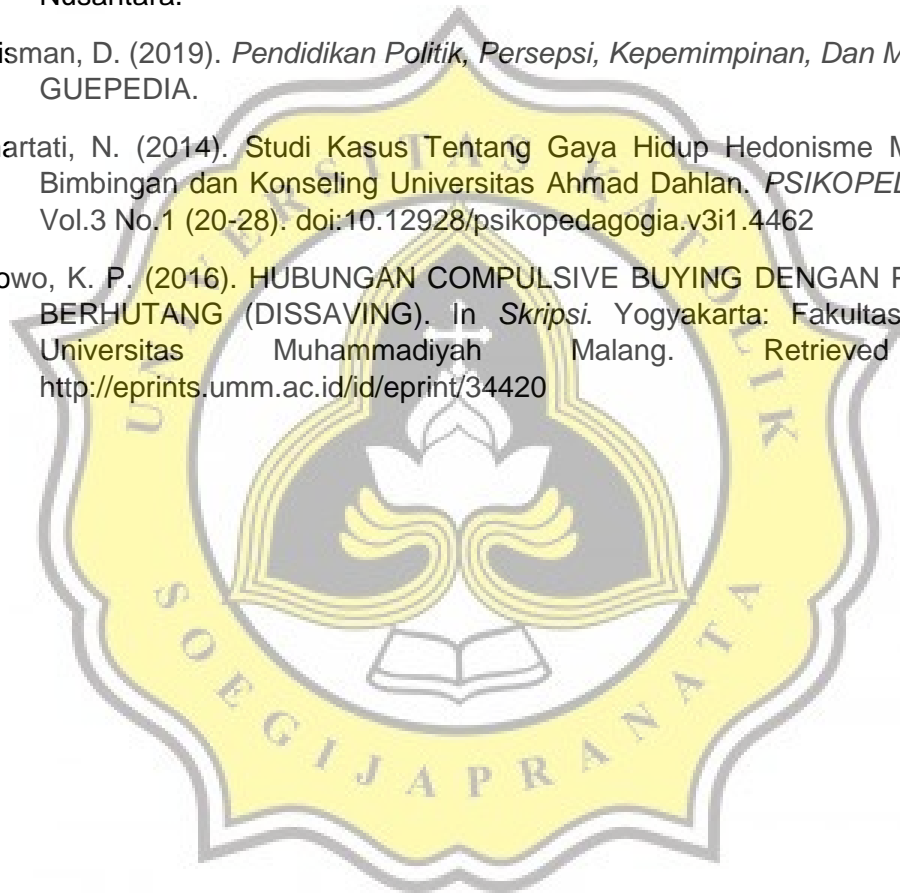 Nusantara.
isman, D. (2019). Pendidikan Politik, Persepsi, Kepemimpinan, Dan M
GUEPEDIA.
artati, N. (2014). Studi Kasus Tentang Gaya Hidup Hedonisme M
Bimbingan dan Konseling Universitas Ahmad Dahlan. PSIKOPE
Vol.3 No.1 (20-28). doi:10.12928/psikopedagogia.v3i1.4462
owo, K. P. (2016). HUBUNGAN COMPULSIVE BUYING DENGAN
BERHUTANG (DISSAVING). In Skripsi. Yogyakarta: Fakultas
Universitas Muhammadiyah Malang. Retrieved
http://eprints.umm.ac.id/id/eprint/34420
UNIVERSITAS KATOLIK
SOEGIJAPRANATA